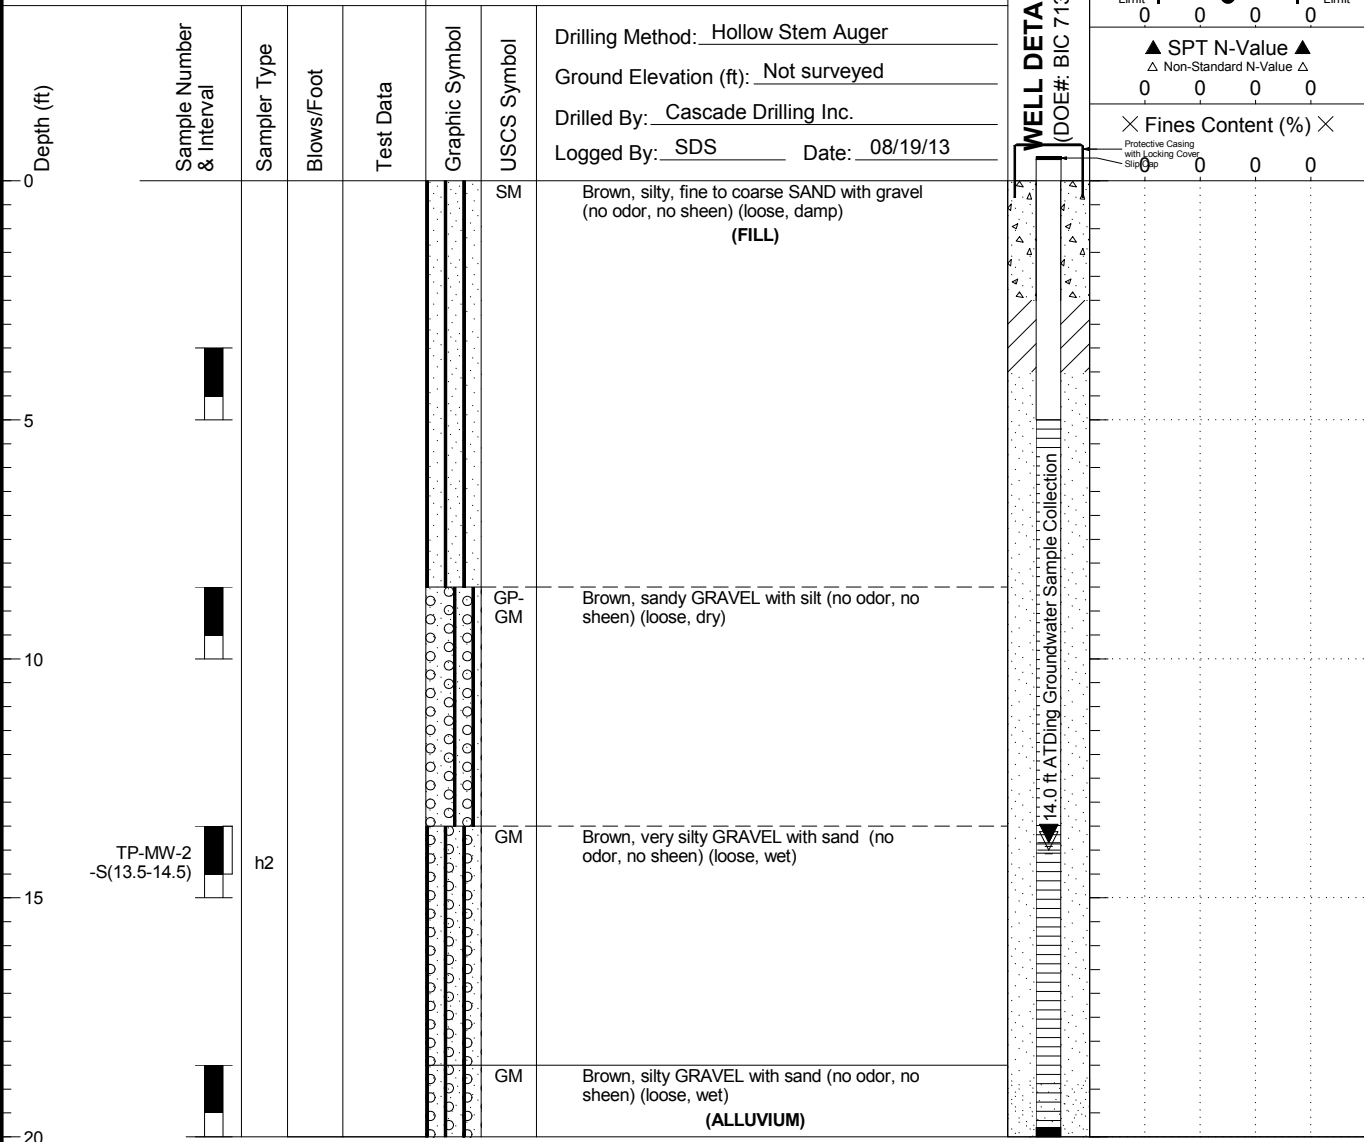 Depth (ft)
Sample Number
& Interval
Sampler Type
Blows/Foot
Test Data
Graphic Symbol
USCS Symbol
Drilling Method: Hollow Stem Auger
Ground Elevation (ft): Not surveyed
Drilled By: Cascade Drilling Inc.
Logged By: SDS Date: 08/19/13
WELL DETA
(DOE#: BIC 713
Limit Limit
0 0 0 0
▲ SPT N-Value ▲
△ Non-Standard N-Value △
0 0 0 0
✕ Fines Content (%) ✕
0 0 0 0
Protective Casing
with Locking Cover
Slip Cap
0
SM
Brown, silty, fine to coarse SAND with gravel
(no odor, no sheen) (loose, damp)
(FILL)
5
GP-
GM
Brown, sandy GRAVEL with silt (no odor, no
sheen) (loose, dry)
10
14.0 ft ATDing Groundwater Sample Collection
TP-MW-2
-S(13.5-14.5)
h2
GM
Brown, very silty GRAVEL with sand (no
odor, no sheen) (loose, wet)
15
GM
Brown, silty GRAVEL with sand (no odor, no
sheen) (loose, wet)
(ALLUVIUM)
20